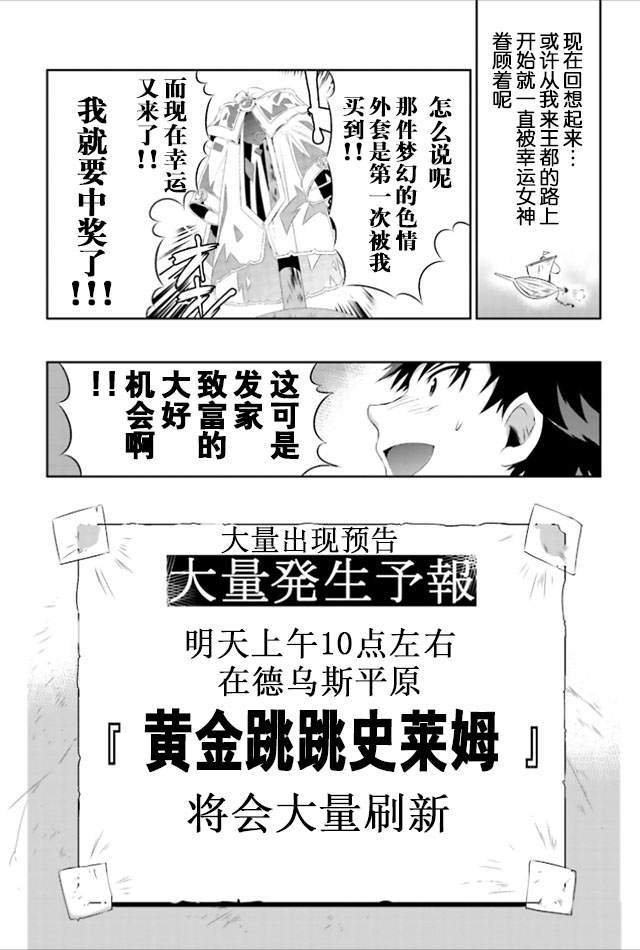 现在回想起来…
或许从我来王都的路上
开始就一直被幸运女神
眷顾着呢
怎么说呢
那件梦幻的色情
外套是第一次被我
买到!!
而现在幸运
又来了!!
我就要中奖了!!!
这可是
发家
致富的
大好
机会啊
!!
大量出现预告
大量発生予報
明天上午10点左右
在德乌斯平原
『黄金跳跳史莱姆』
将会大量刷新